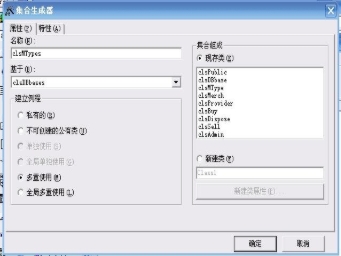 集合生成器
属性(P)
特性(A)
名称(N):
clsMTypes
基于(B):
clsDBases
建立例程
私有的(R)
不可创建的公有类(U)
单独使用(S)
全局单独使用(L)
多重使用(M)
全局多重使用(L)
集合组成
现存类(E)
clsPublic
clsDBase
clsMType
clsMerch
clsProvider
clsBuy
clsDispose
clsSell
clsAdmin
新建类(W)
Class1
新建类属性(I)...
确定
取消